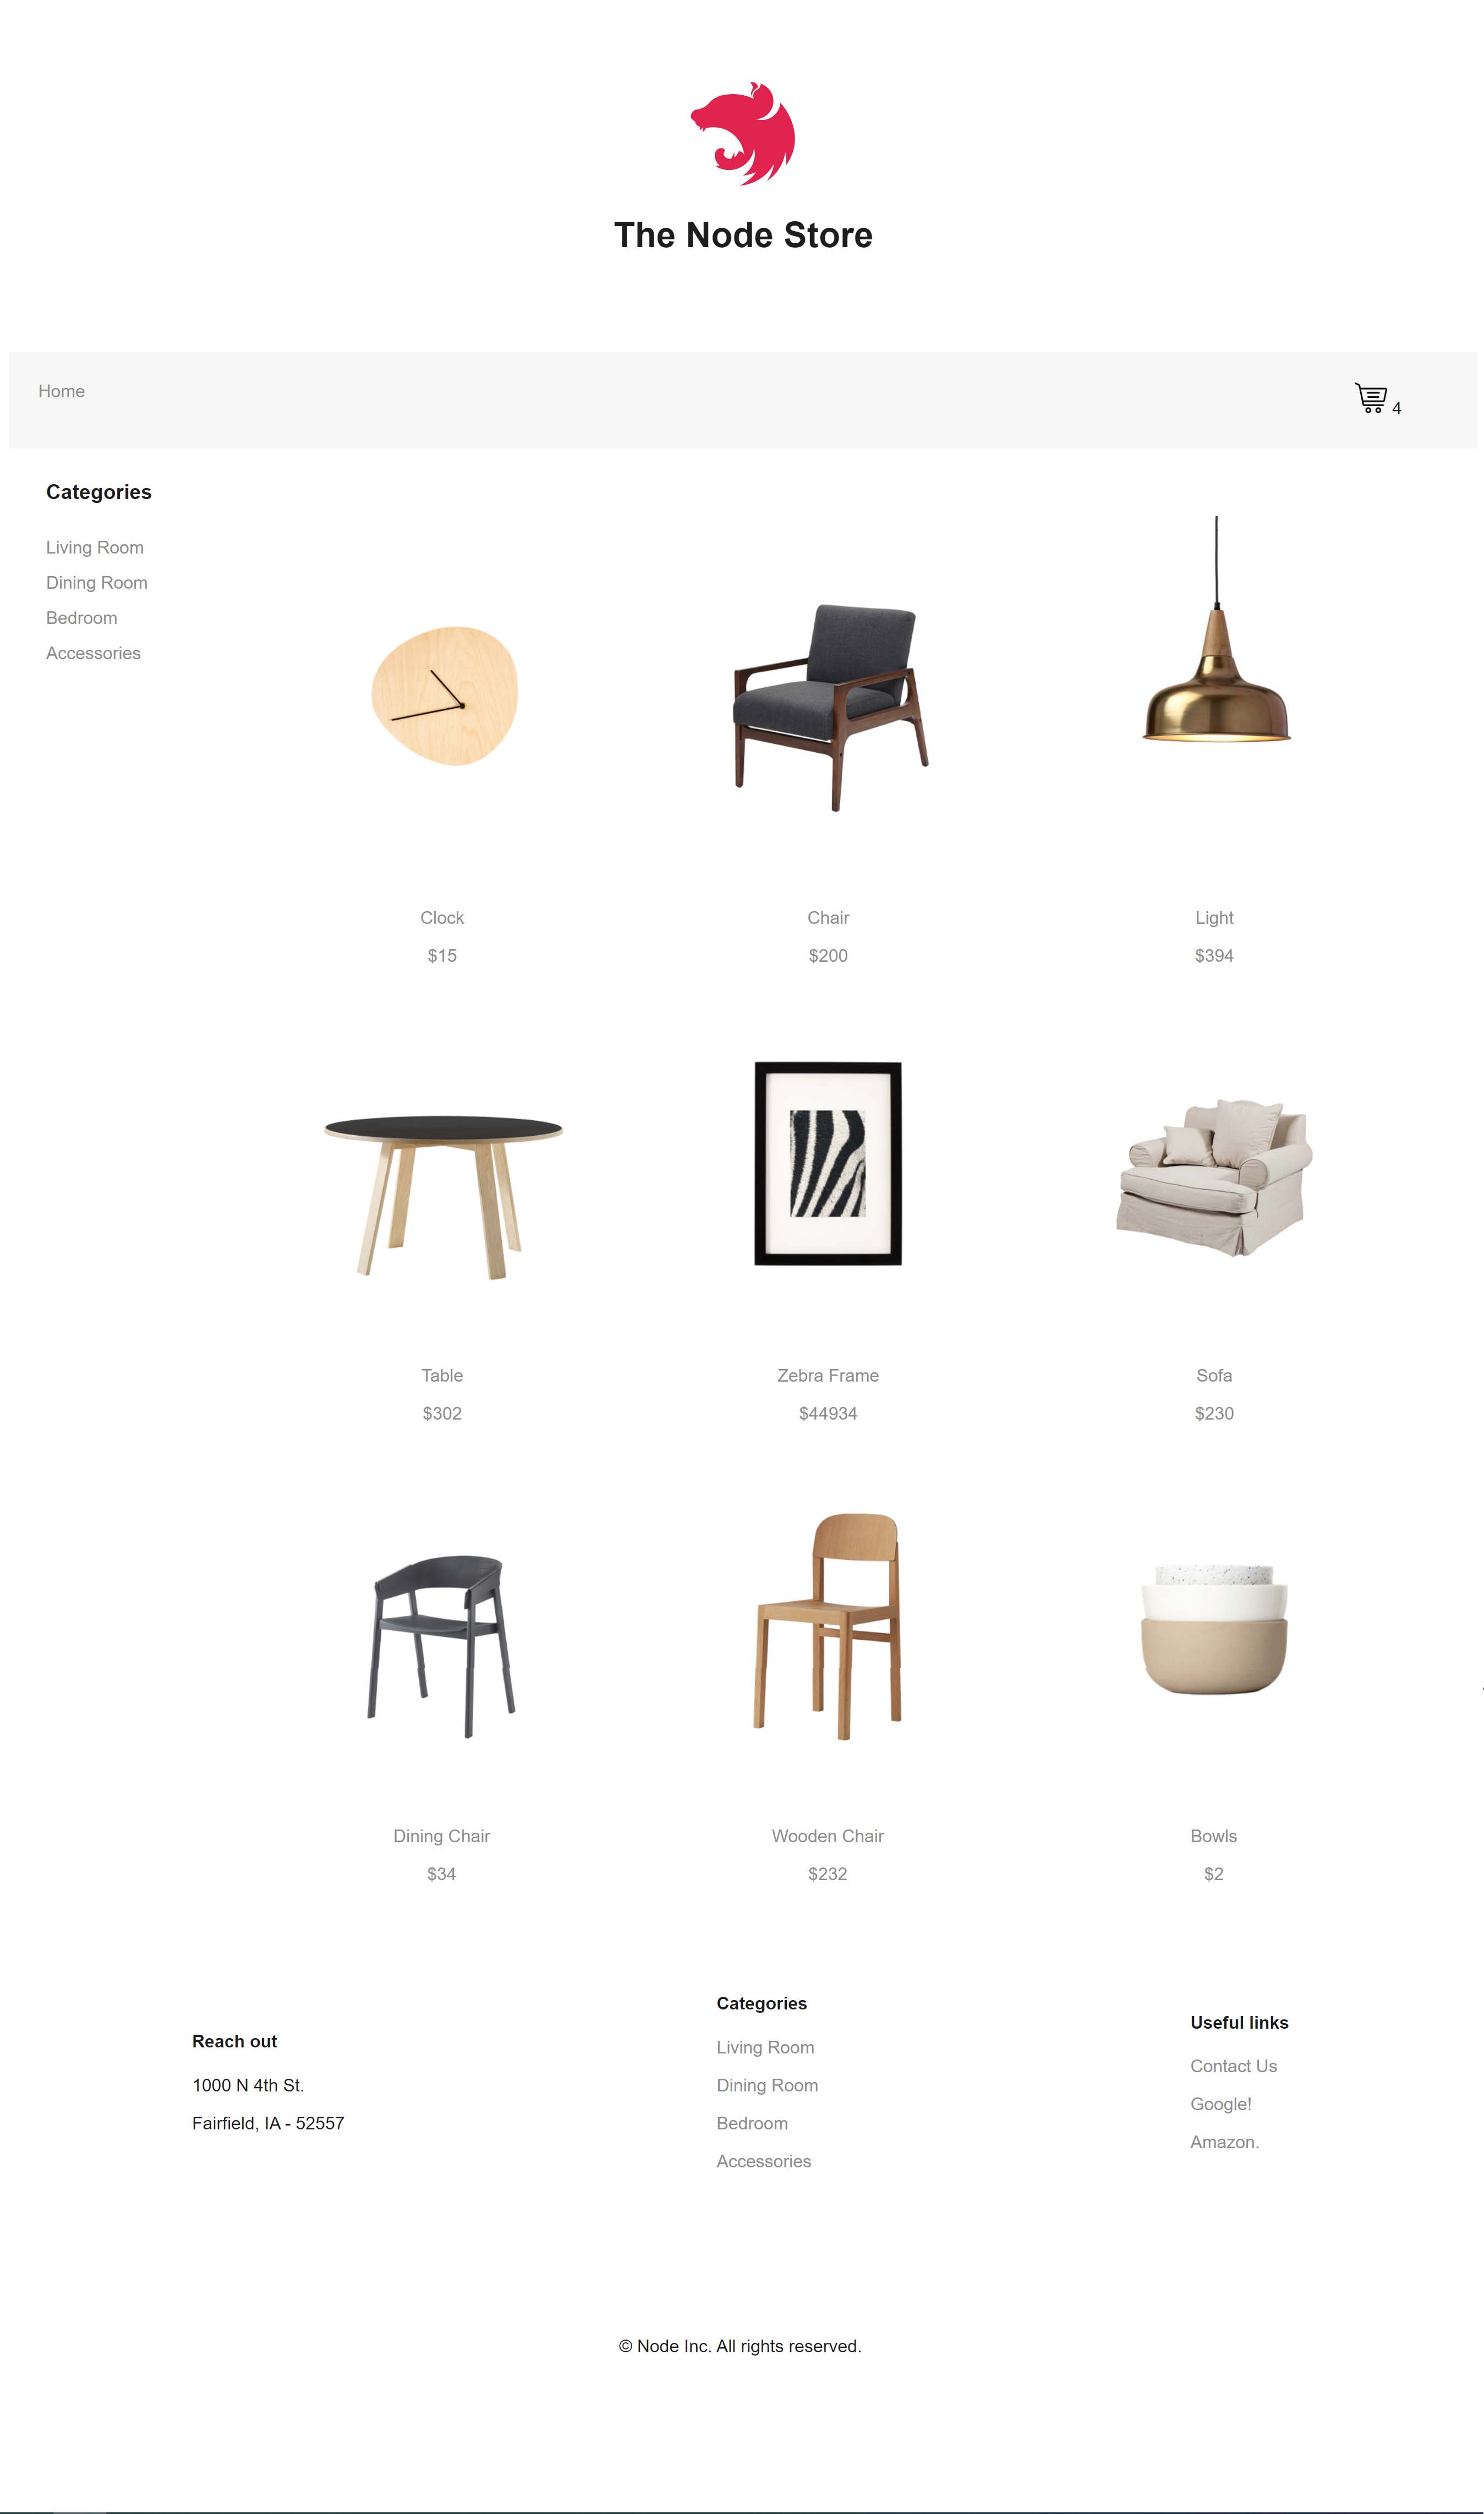 The Node Store
Home
4
Categories
Living Room
Dining Room
Bedroom
Accessories
Clock
$15
Chair
$200
Light
$394
Table
$302
Zebra Frame
$44934
Sofa
$230
Dining Chair
$34
Wooden Chair
$232
Bowls
$2
Reach out
1000 N 4th St.
Fairfield, IA - 52557
Categories
Living Room
Dining Room
Bedroom
Accessories
Useful links
Contact Us
Google!
Amazon.
© Node Inc. All rights reserved.